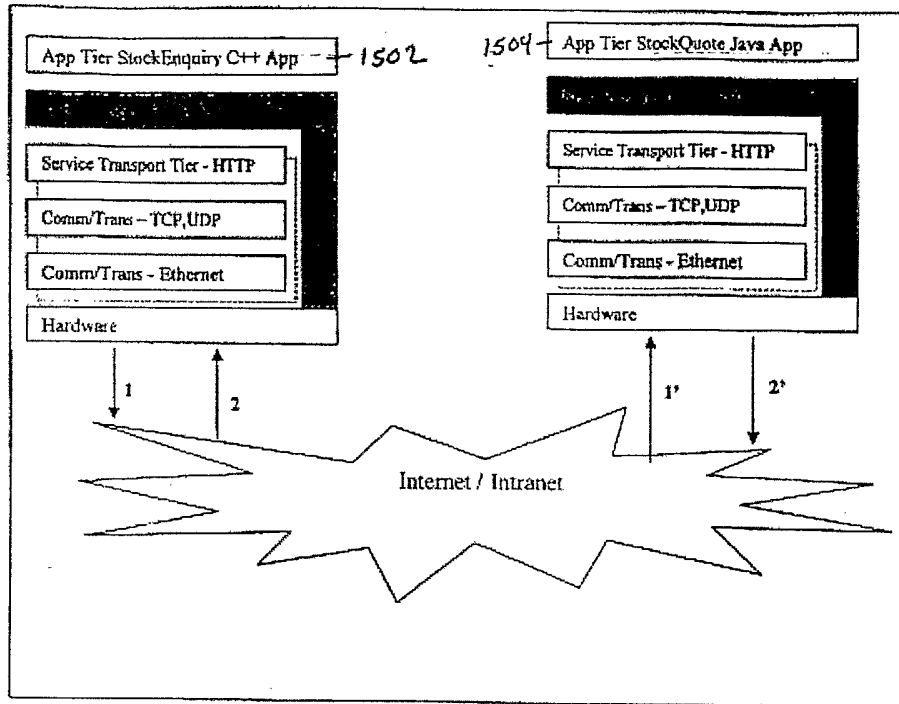 App Tier StockEnquiry C++ App
1502
1504
App Tier StockQuote Java App
Service Transport Tier - HTTP
Comm/Trans – TCP,UDP
Comm/Trans - Ethernet
Hardware
Service Transport Tier - HTTP
Comm/Trans – TCP,UDP
Comm/Trans - Ethernet
Hardware
1
2
1'
2'
Internet / Intranet